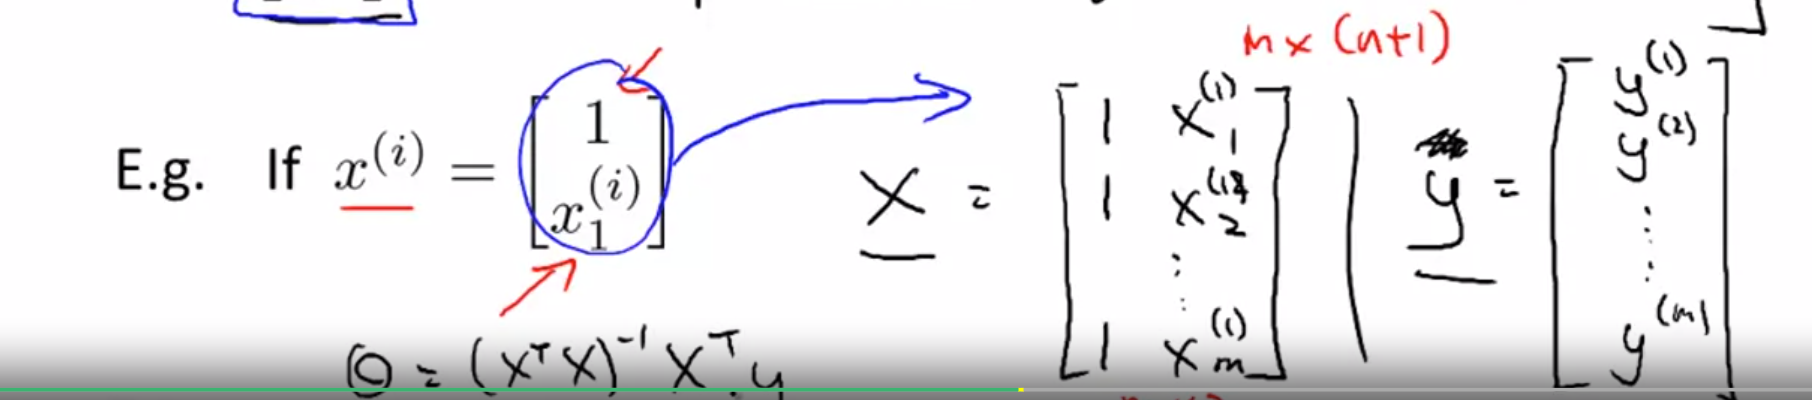 m × (n+1)
E.g. If x^(i) = [1 x_1^(i)]
X = [1 x_1^(1) 1 x_2^(1) ⋮ 1 x_m^(1)]
y = [y^(1) y^(2) ⋮ y^(m)]
Θ = (X^T X)^-1 X^T y